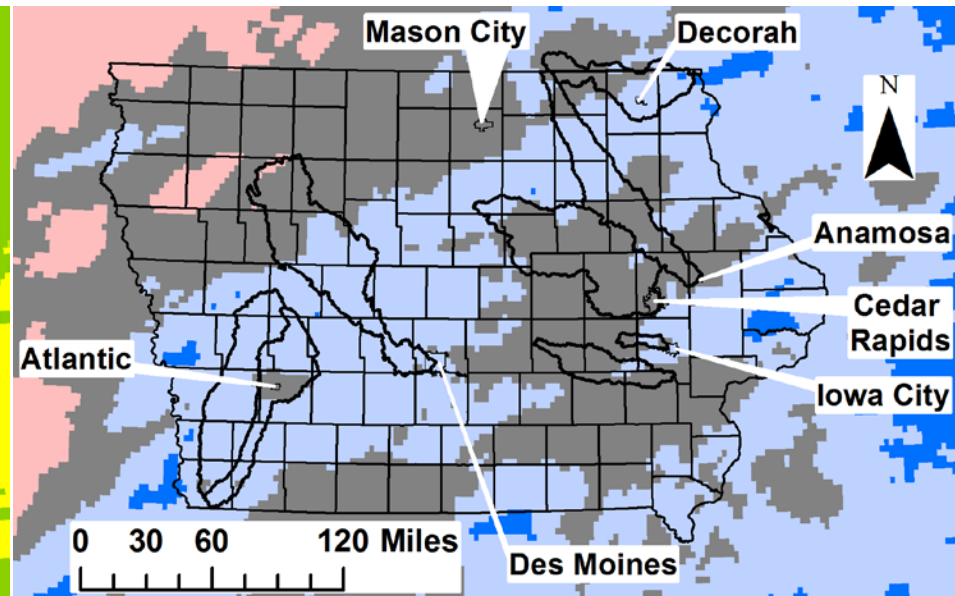 Mason City
Decorah
N
Anamosa
Cedar
Rapids
Atlantic
Iowa City
0 30 60 120 Miles
Des Moines